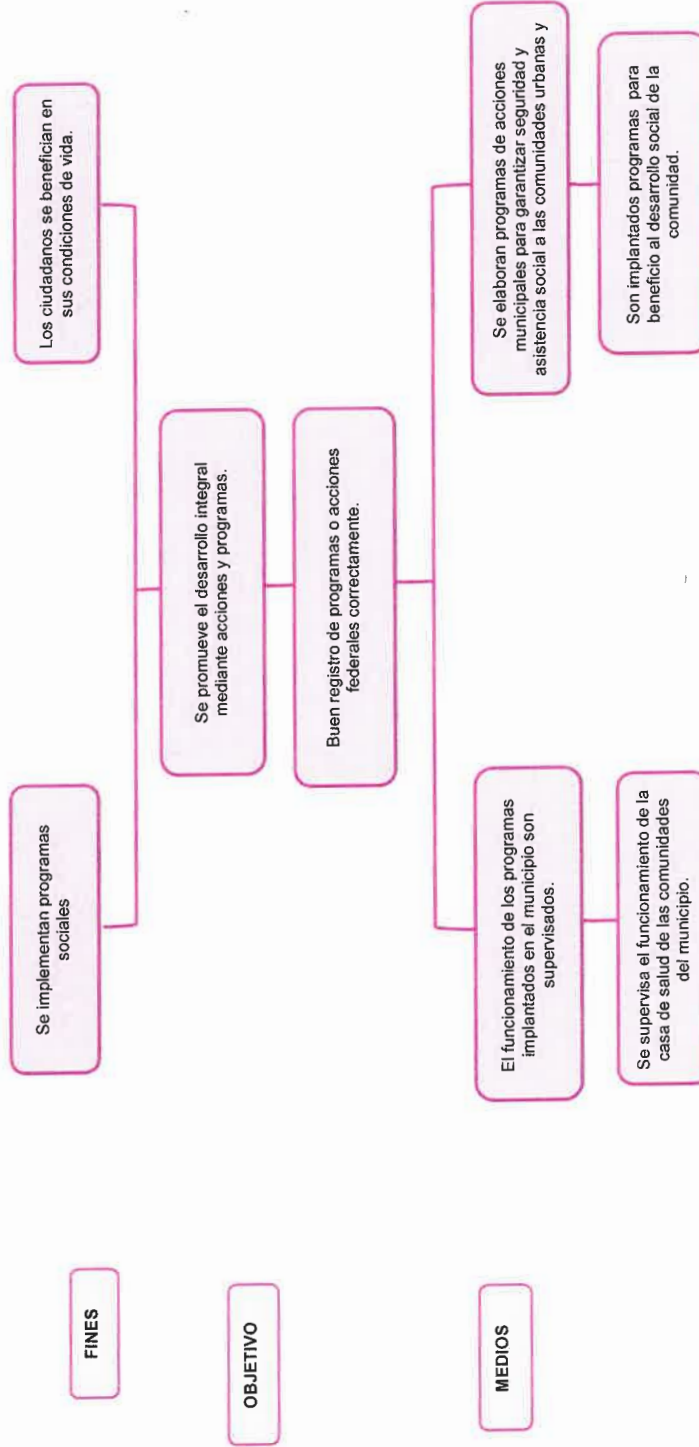 FINES
Se implementan programas
sociales
Los ciudadanos se benefician en
sus condiciones de vida.
OBJETIVO
Se promueve el desarrollo integral
mediante acciones y programas.
Buen registro de programas o acciones
federales correctamente.
MEDIOS
El funcionamiento de los programas
implantados en el municipio son
supervisados.
Se elaboran programas de acciones
municipales para garantizar seguridad y
asistencia social a las comunidades urbanas y
Se supervisa el funcionamiento de la
casa de salud de las comunidades
del municipio.
Son implantados programas para
beneficio al desarrollo social de la
comunidad.